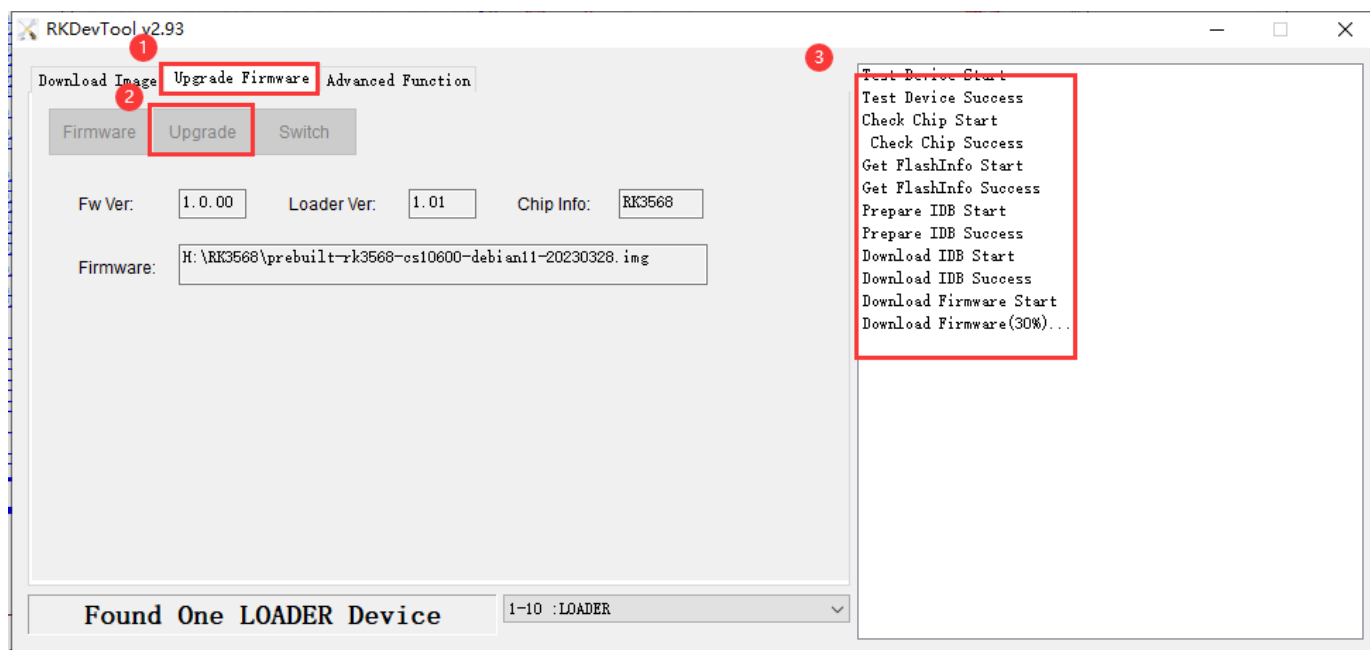 RKDevTool v2.93
1
3
Download Image Upgrade Firmware Advanced Function
2
Firmware Upgrade Switch
Fw Ver: 1.0.00 Loader Ver: 1.01 Chip Info: RK3568
Firmware: H:\RK3568\prebuilt-rk3568-cs10600-debian11-20230328.img
Found One LOADER Device
1-10 :LOADER
Test Device Start
Test Device Success
Check Chip Start
Check Chip Success
Get FlashInfo Start
Get FlashInfo Success
Prepare IDB Start
Prepare IDB Success
Download IDB Start
Download IDB Success
Download Firmware Start
Download Firmware(30%)...